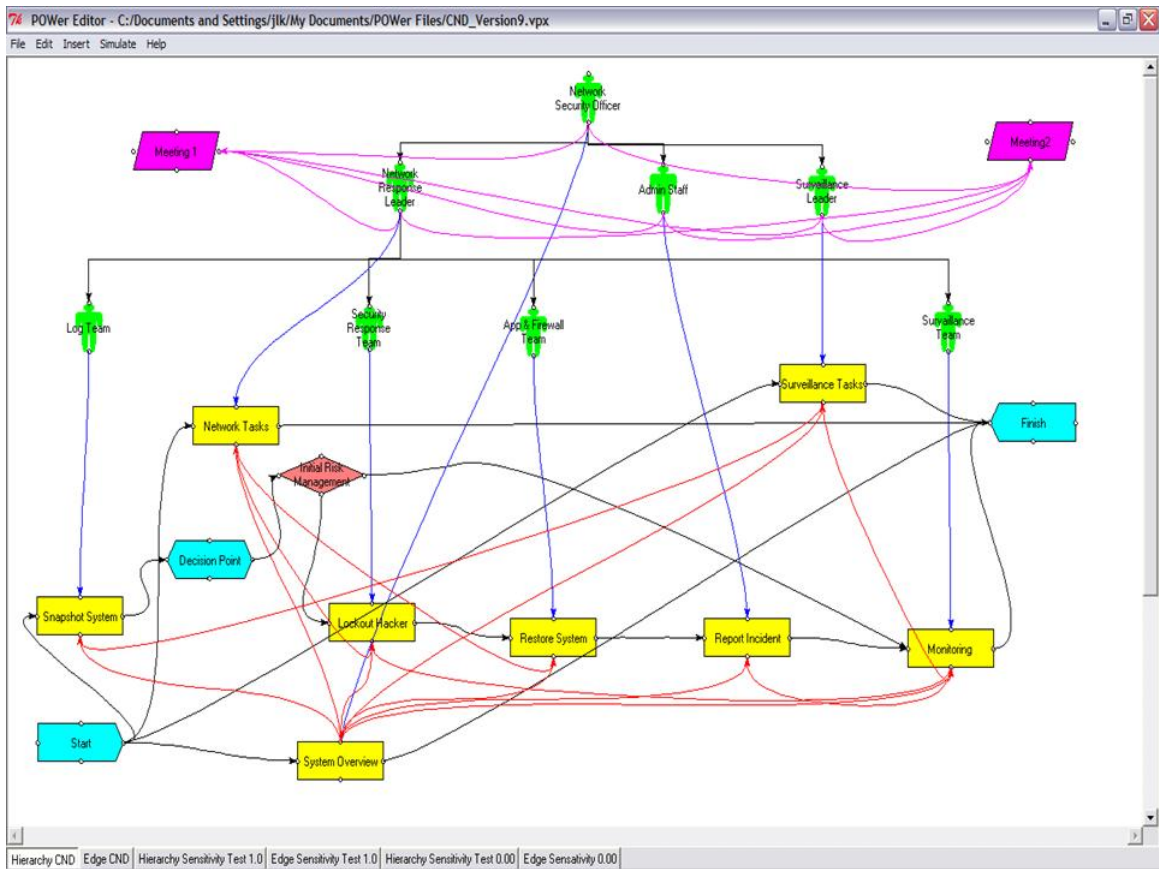 POWer Editor - C:/Documents and Settings/jlk/My Documents/POWer Files/CND_Version9.vpx
File Edit Insert Simulate Help
Network
Security Officer
Meeting 1
Meeting2
Network
Response
Leader
Admin Staff
Survaillance
Leader
Log Team
Security
Response
Team
App & Firewall
Team
Survaillance
Team
Surveillance Tasks
Network Tasks
Finish
Initial Risk
Management
Decision Point
Snapshot System
Lockout Hacker
Restore System
Report Incident
Monitoring
Start
System Overview
Hierarchy CND Edge CND Hierarchy Sensitivity Test 1.0 Edge Sensitivity Test 1.0 Hierarchy Sensitivity Test 0.00 Edge Sensativity 0.00